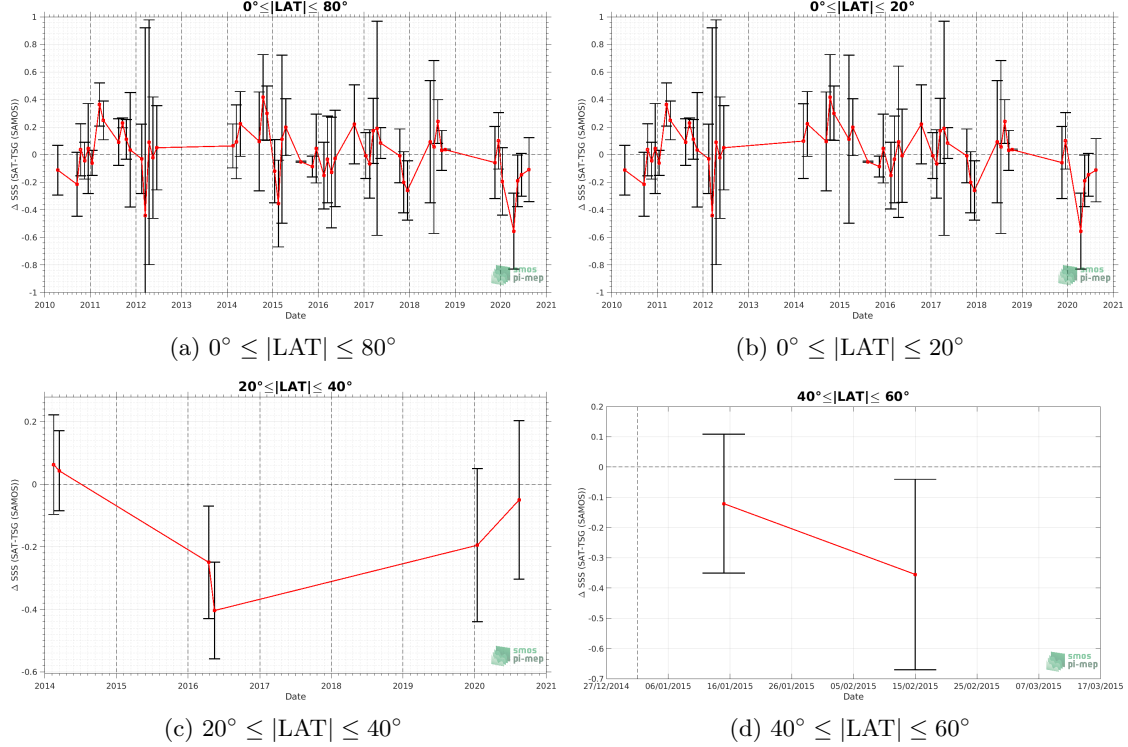 0°≤|LAT|≤ 80°
Δ SSS (SAT-TSG (SAMOS))
1
0.8
0.6
0.4
0.2
0
-0.2
-0.4
-0.6
-0.8
-1
2010 2011 2012 2013 2014 2015 2016 2017 2018 2019 2020 2021
Date
smos
pi-mep
(a) 0° ≤ |LAT| ≤ 80°
0°≤|LAT|≤ 20°
Δ SSS (SAT-TSG (SAMOS))
1
0.8
0.6
0.4
0.2
0
-0.2
-0.4
-0.6
-0.8
-1
2010 2011 2012 2013 2014 2015 2016 2017 2018 2019 2020 2021
Date
smos
pi-mep
(b) 0° ≤ |LAT| ≤ 20°
20°≤|LAT|≤ 40°
Δ SSS (SAT-TSG (SAMOS))
0.2
0
-0.2
-0.4
-0.6
2014 2015 2016 2017 2018 2019 2020 2021
Date
smos
pi-mep
(c) 20° ≤ |LAT| ≤ 40°
40°≤|LAT|≤ 60°
Δ SSS (SAT-TSG (SAMOS))
0.2
0.1
0
-0.1
-0.2
-0.3
-0.4
-0.5
-0.6
-0.7
27/12/2014 06/01/2015 16/01/2015 26/01/2015 05/02/2015 15/02/2015 25/02/2015 07/03/2015 17/03/2015
Date
smos
pi-mep
(d) 40° ≤ |LAT| ≤ 60°